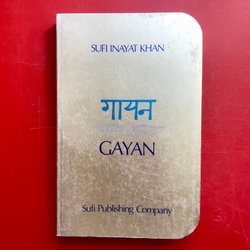 SUFI INAYAT KHAN
गायन
GAYAN
Sufi Publishing Company